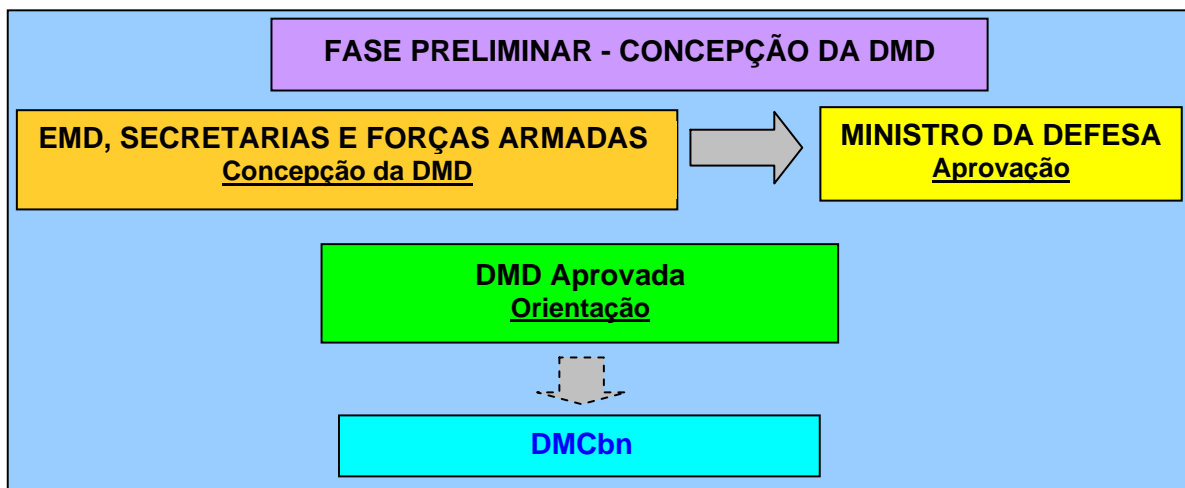 FASE PRELIMINAR - CONCEPÇÃO DA DMD
EMD, SECRETARIAS E FORÇAS ARMADAS
Concepção da DMD
MINISTRO DA DEFESA
Aprovação
DMD Aprovada
Orientação
DMCbn